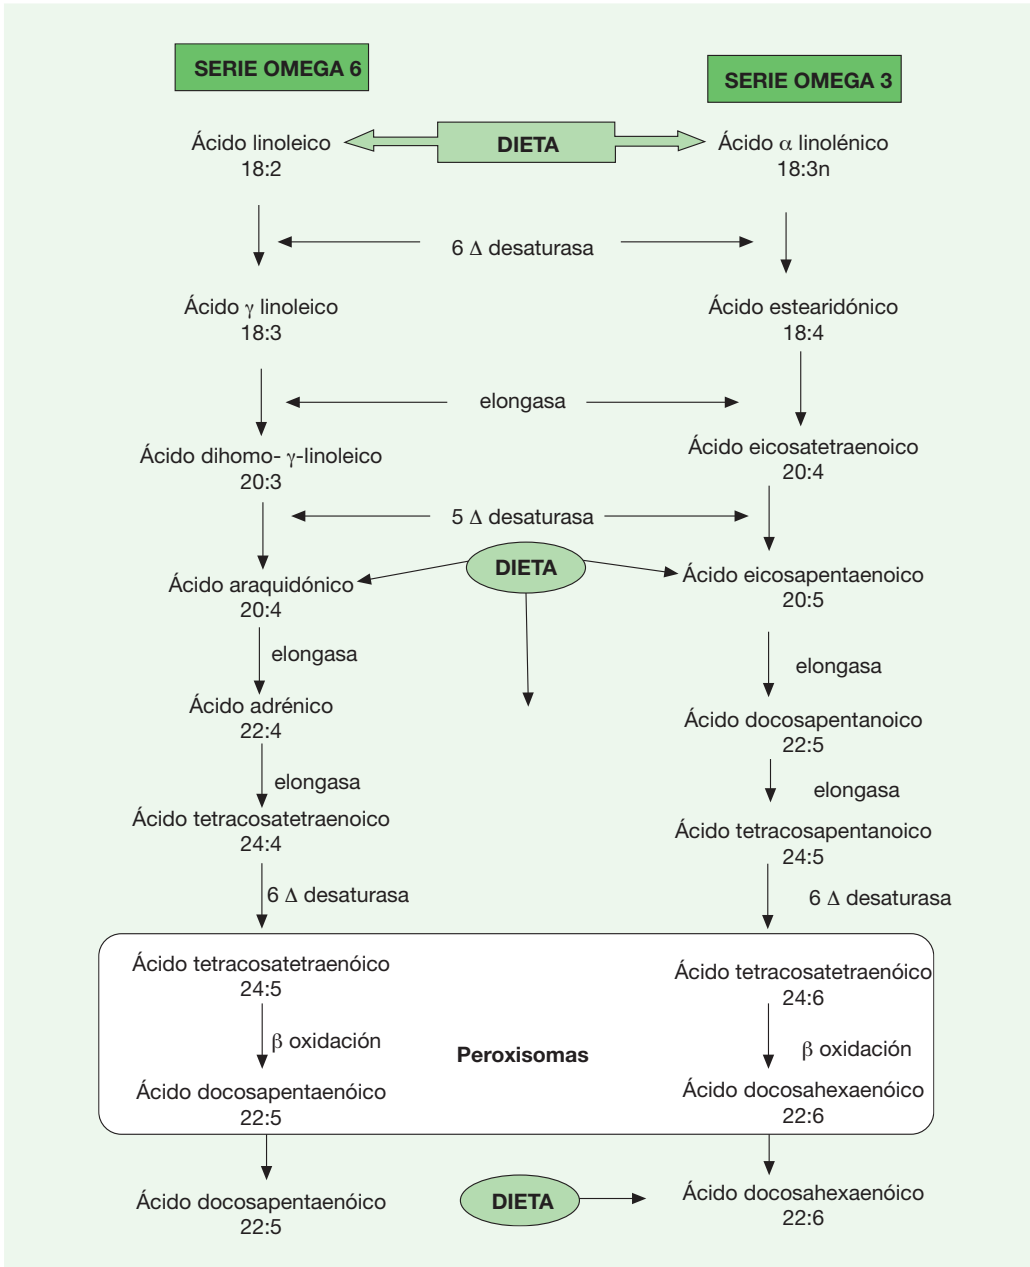 SERIE OMEGA 6
SERIE OMEGA 3
Ácido linoleico
18:2
DIETA
Ácido α linolénico
18:3n
6 Δ desaturasa
Ácido γ linoleico
18:3
Ácido estearidónico
18:4
elongasa
Ácido dihomo- γ-linoleico
20:3
Ácido eicosatetraenoico
20:4
5 Δ desaturasa
DIETA
Ácido araquidónico
20:4
Ácido eicosapentaenoico
20:5
elongasa
elongasa
Ácido adrénico
22:4
Ácido docosapentanoico
22:5
elongasa
elongasa
Ácido tetracosatetraenoico
24:4
Ácido tetracosapentanoico
24:5
6 Δ desaturasa
6 Δ desaturasa
Ácido tetracosatetraenóico
24:5
Ácido tetracosatetraenóico
24:6
β oxidación
Peroxisomas
β oxidación
Ácido docosapentaenóico
22:5
Ácido docosahexaenóico
22:6
Ácido docosapentaenóico
22:5
DIETA
Ácido docosahexaenóico
22:6